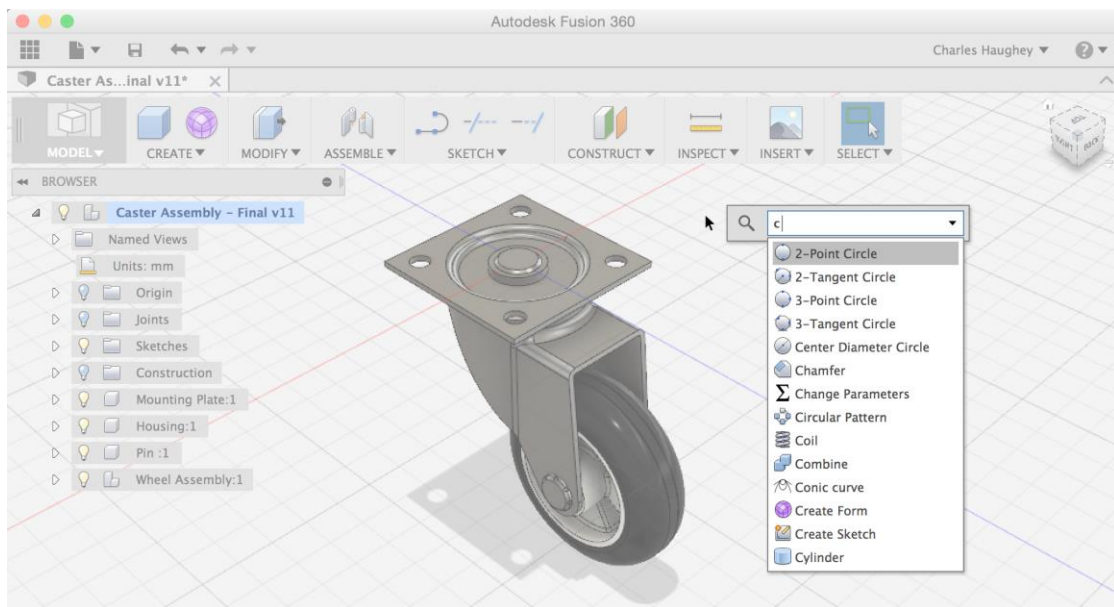 Autodesk Fusion 360
Charles Haughey
Caster As...inal v11*
MODEL
CREATE
MODIFY
ASSEMBLE
SKETCH
CONSTRUCT
INSPECT
INSERT
SELECT
BROWSER
Caster Assembly - Final v11
Named Views
Units: mm
Origin
Joints
Sketches
Construction
Mounting Plate:1
Housing:1
Pin :1
Wheel Assembly:1
c
2-Point Circle
2-Tangent Circle
3-Point Circle
3-Tangent Circle
Center Diameter Circle
Chamfer
Change Parameters
Circular Pattern
Coil
Combine
Conic curve
Create Form
Create Sketch
Cylinder